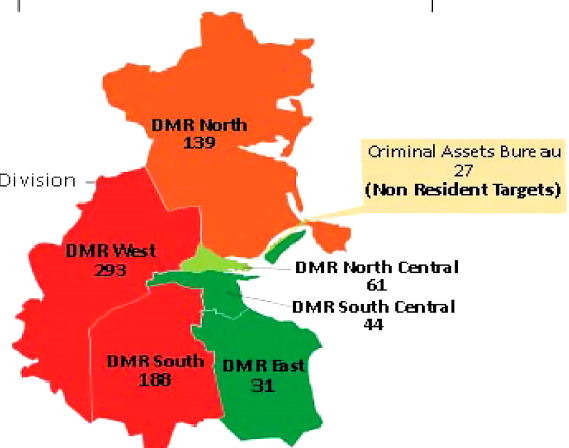 DMR North
139
Criminal Assets Bureau
27
(Non Resident Targets)
Division
DMR West
293
DMR North Central
61
DMR South Central
44
DMR South
188
DMR East
31